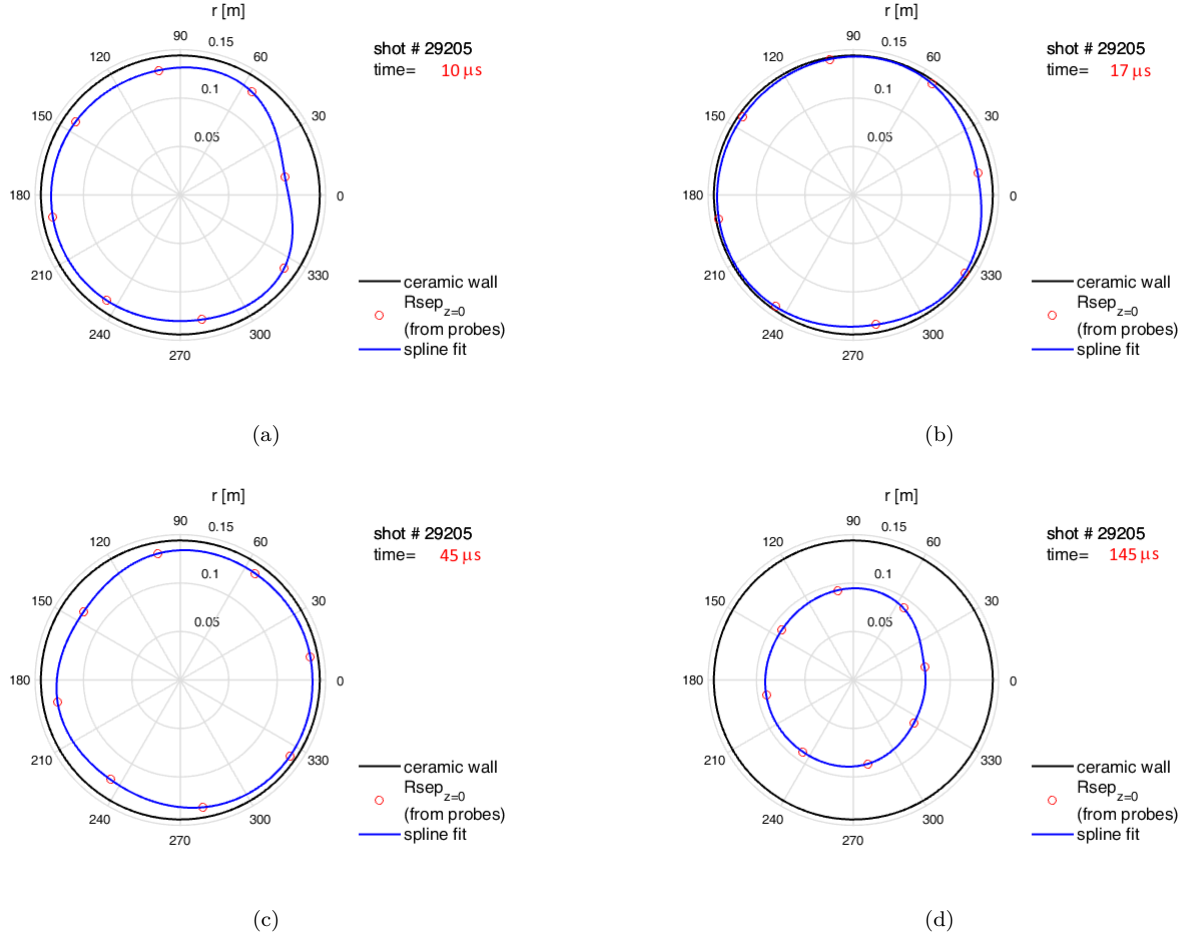 r [m]
90
0.15
120
60
0.1
150
30
0.05
180
0
210
330
240
300
270
shot # 29205
time= 10 μs
ceramic wall
Rsep_{z=0}
(from probes)
spline fit
(a)
r [m]
90
0.15
120
60
0.1
150
30
0.05
180
0
210
330
240
300
270
shot # 29205
time= 17 μs
ceramic wall
Rsep_{z=0}
(from probes)
spline fit
(b)
r [m]
90
0.15
120
60
0.1
150
30
0.05
180
0
210
330
240
300
270
shot # 29205
time= 45 μs
ceramic wall
Rsep_{z=0}
(from probes)
spline fit
(c)
r [m]
90
0.15
120
60
0.1
150
30
0.05
180
0
210
330
240
300
270
shot # 29205
time= 145 μs
ceramic wall
Rsep_{z=0}
(from probes)
spline fit
(d)